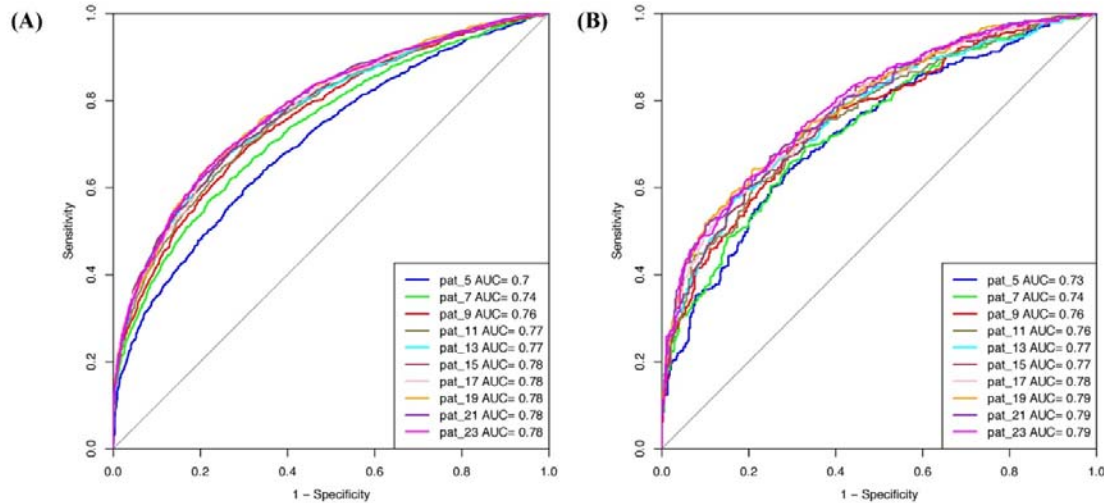 (A)
1.0
0.8
0.6
0.4
0.2
0.0
Sensitivity
pat_5 AUC= 0.7
pat_7 AUC= 0.74
pat_9 AUC= 0.76
pat_11 AUC= 0.77
pat_13 AUC= 0.77
pat_15 AUC= 0.78
pat_17 AUC= 0.78
pat_19 AUC= 0.78
pat_21 AUC= 0.78
pat_23 AUC= 0.78
0.0 0.2 0.4 0.6 0.8 1.0
1 − Specificity
(B)
1.0
0.8
0.6
0.4
0.2
0.0
Sensitivity
pat_5 AUC= 0.73
pat_7 AUC= 0.74
pat_9 AUC= 0.76
pat_11 AUC= 0.76
pat_13 AUC= 0.77
pat_15 AUC= 0.77
pat_17 AUC= 0.78
pat_19 AUC= 0.79
pat_21 AUC= 0.79
pat_23 AUC= 0.79
0.0 0.2 0.4 0.6 0.8 1.0
1 − Specificity